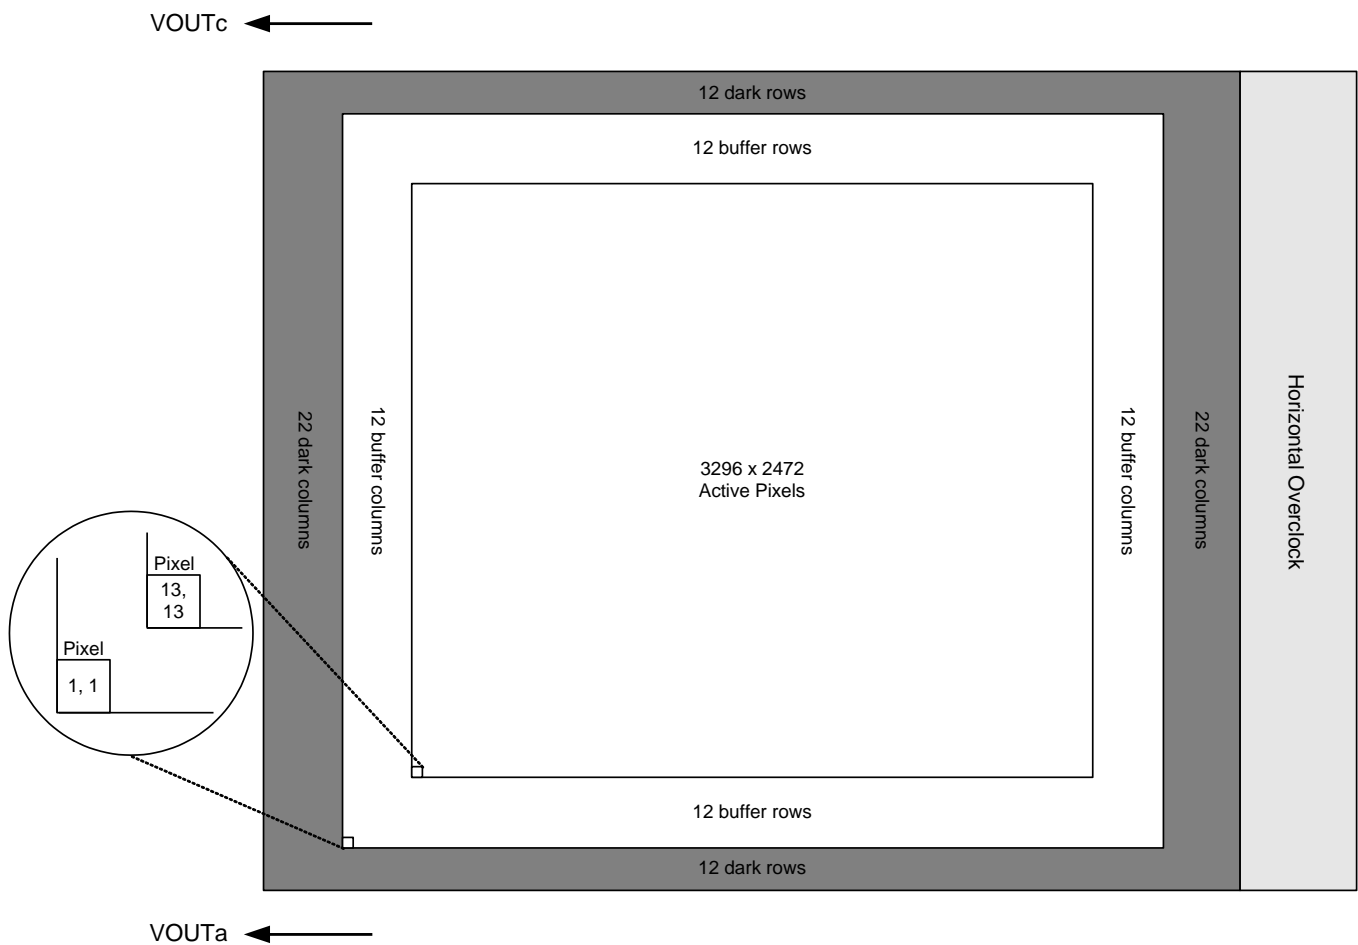 VOUTc
12 dark rows
12 buffer rows
22 dark columns
12 buffer columns
3296 x 2472
Active Pixels
12 buffer columns
22 dark columns
Horizontal Overclock
Pixel
13,
13
Pixel
1, 1
12 buffer rows
12 dark rows
VOUTa